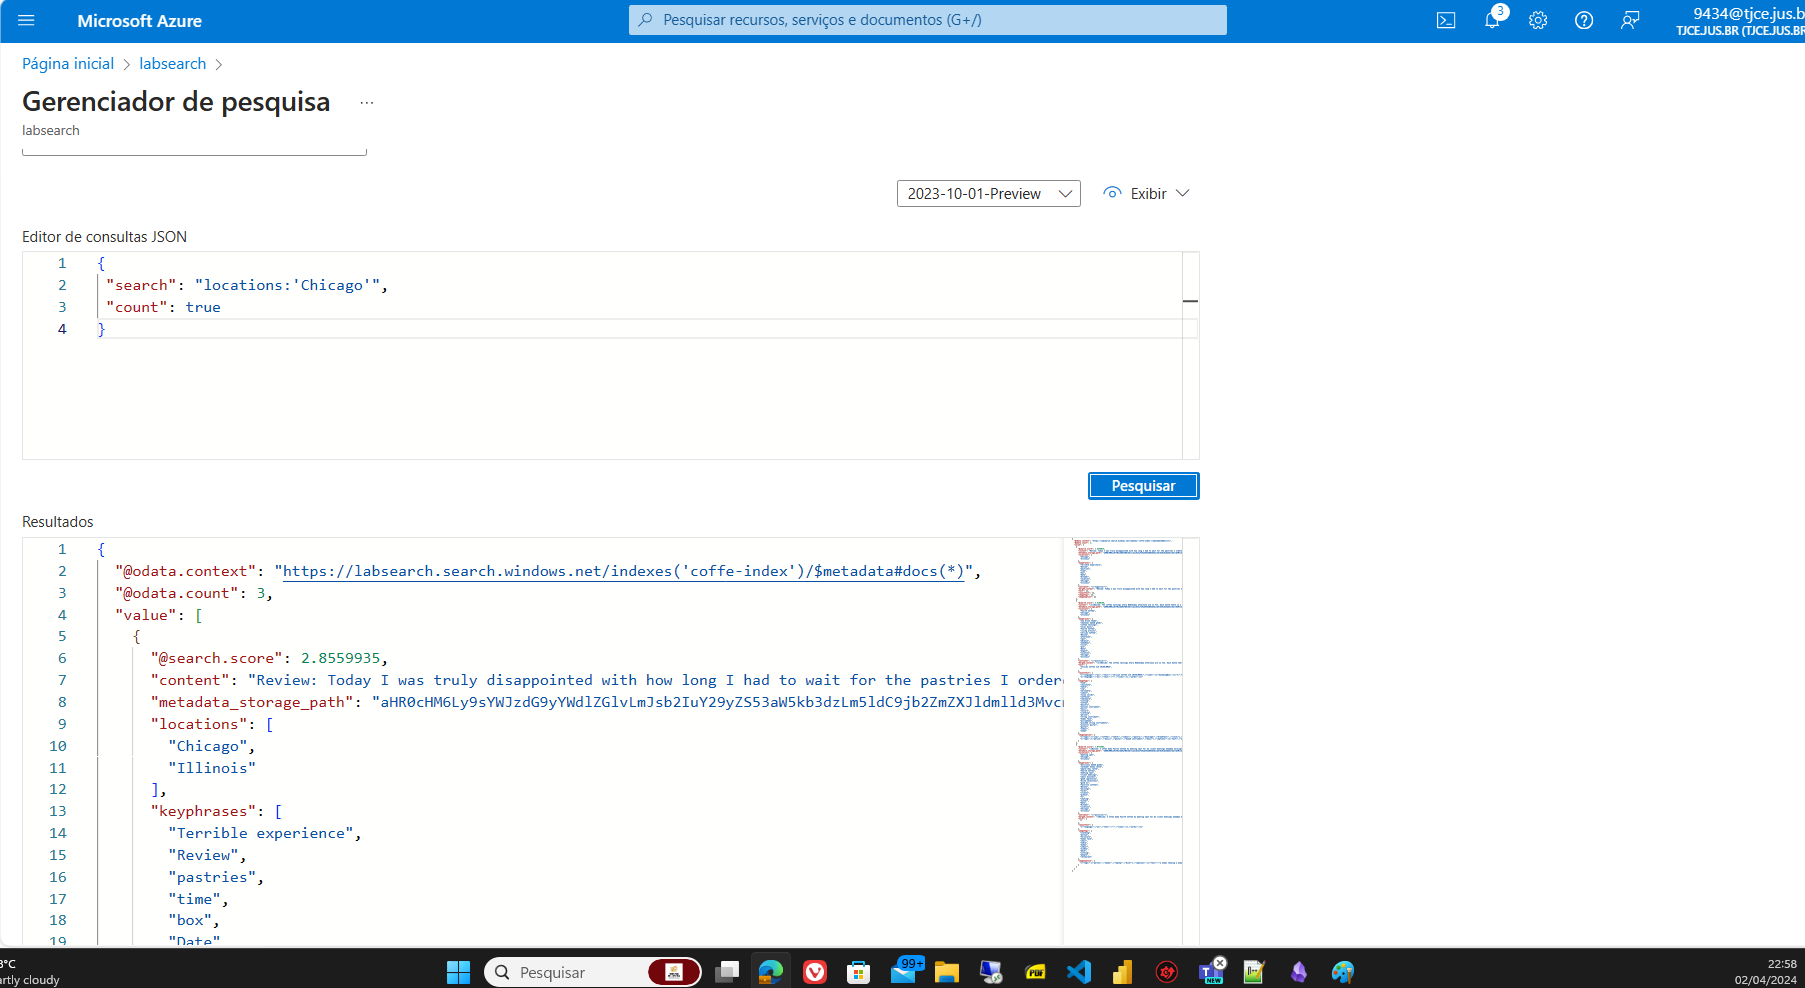 Microsoft Azure
Pesquisar recursos, serviços e documentos (G+/)
3
9434@tjce.jus.b
TJCE.JUS.BR (TJCE.JUS.BR
Página inicial > labsearch >
Gerenciador de pesquisa ...
labsearch
2023-10-01-Preview
Exibir
Editor de consultas JSON
1 {
2 "search": "locations:'Chicago'",
3 "count": true
4 }
Pesquisar
Resultados
1 {
2 "@odata.context": "https://labsearch.search.windows.net/indexes('coffe-index')/$metadata#docs(*)",
3 "@odata.count": 3,
4 "value": [
5 {
6 "@search.score": 2.8559935,
7 "content": "Review: Today I was truly disappointed with how long I had to wait for the pastries I ordere
8 "metadata_storage_path": "aHR0cHM6Ly9sYWJzdG9yYWdlZGlvLmJsb2IuY29yZS53aW5kb3dzLm5ldC9jb2ZmZXJldmlld3Mvcm
9 "locations": [
10 "Chicago",
11 "Illinois"
12 ],
13 "keyphrases": [
14 "Terrible experience",
15 "Review",
16 "pastries",
17 "time",
18 "box",
19 "Date"
3°C
artly cloudy
Pesquisar
99+
PDF
NEW
22:58
02/04/2024